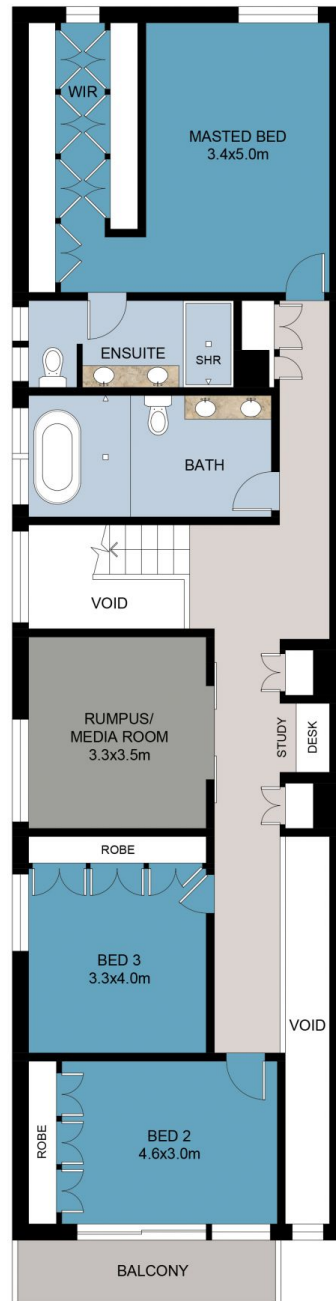 WIR
MASTED BED
3.4x5.0m
ENSUITE
SHR
BATH
VOID
RUMPUS/
MEDIA ROOM
3.3x3.5m
STUDY
DESK
ROBE
BED 3
3.3x4.0m
VOID
ROBE
BED 2
4.6x3.0m
BALCONY